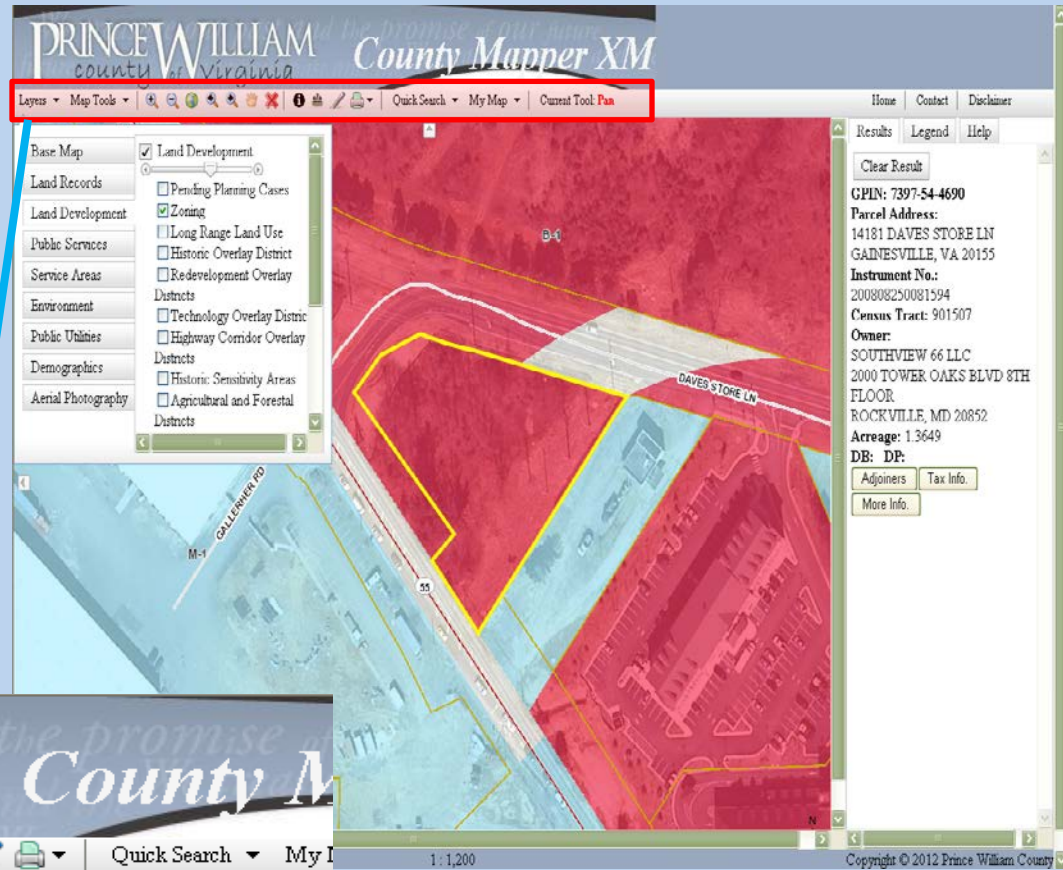 PRINCE WILLIAM
county of Virginia
County Mapper XM
Layers Map Tools Quick Search My Map Current Tool: Pan
Home Contact Disclaimer
Base Map
Land Records
Land Development
Public Services
Service Areas
Environment
Public Utilities
Demographics
Aerial Photography
Land Development
Pending Planning Cases
Zoning
Long Range Land Use
Historic Overlay District
Redevelopment Overlay
Districts
Technology Overlay Distric
Highway Corridor Overlay
Districts
Historic Sensitivity Areas
Agricultural and Forestal
Districts
B-1
DAVES STORE LN
GALLERHER RD
M-1
55
N
Results Legend Help
Clear Result
GPIN: 7397-54-4690
Parcel Address:
14181 DAVES STORE LN
GAINESVILLE, VA 20155
Instrument No.:
200808250081594
Census Tract: 901507
Owner:
SOUTHVIEW 66 LLC
2000 TOWER OAKS BLVD 8TH
FLOOR
ROCKVILLE, MD 20852
Acreage: 1.3649
DB: DP:
Adjoiners Tax Info.
More Info.
the promise
County M
Quick Search My
1 : 1,200
Copyright © 2012 Prince William County